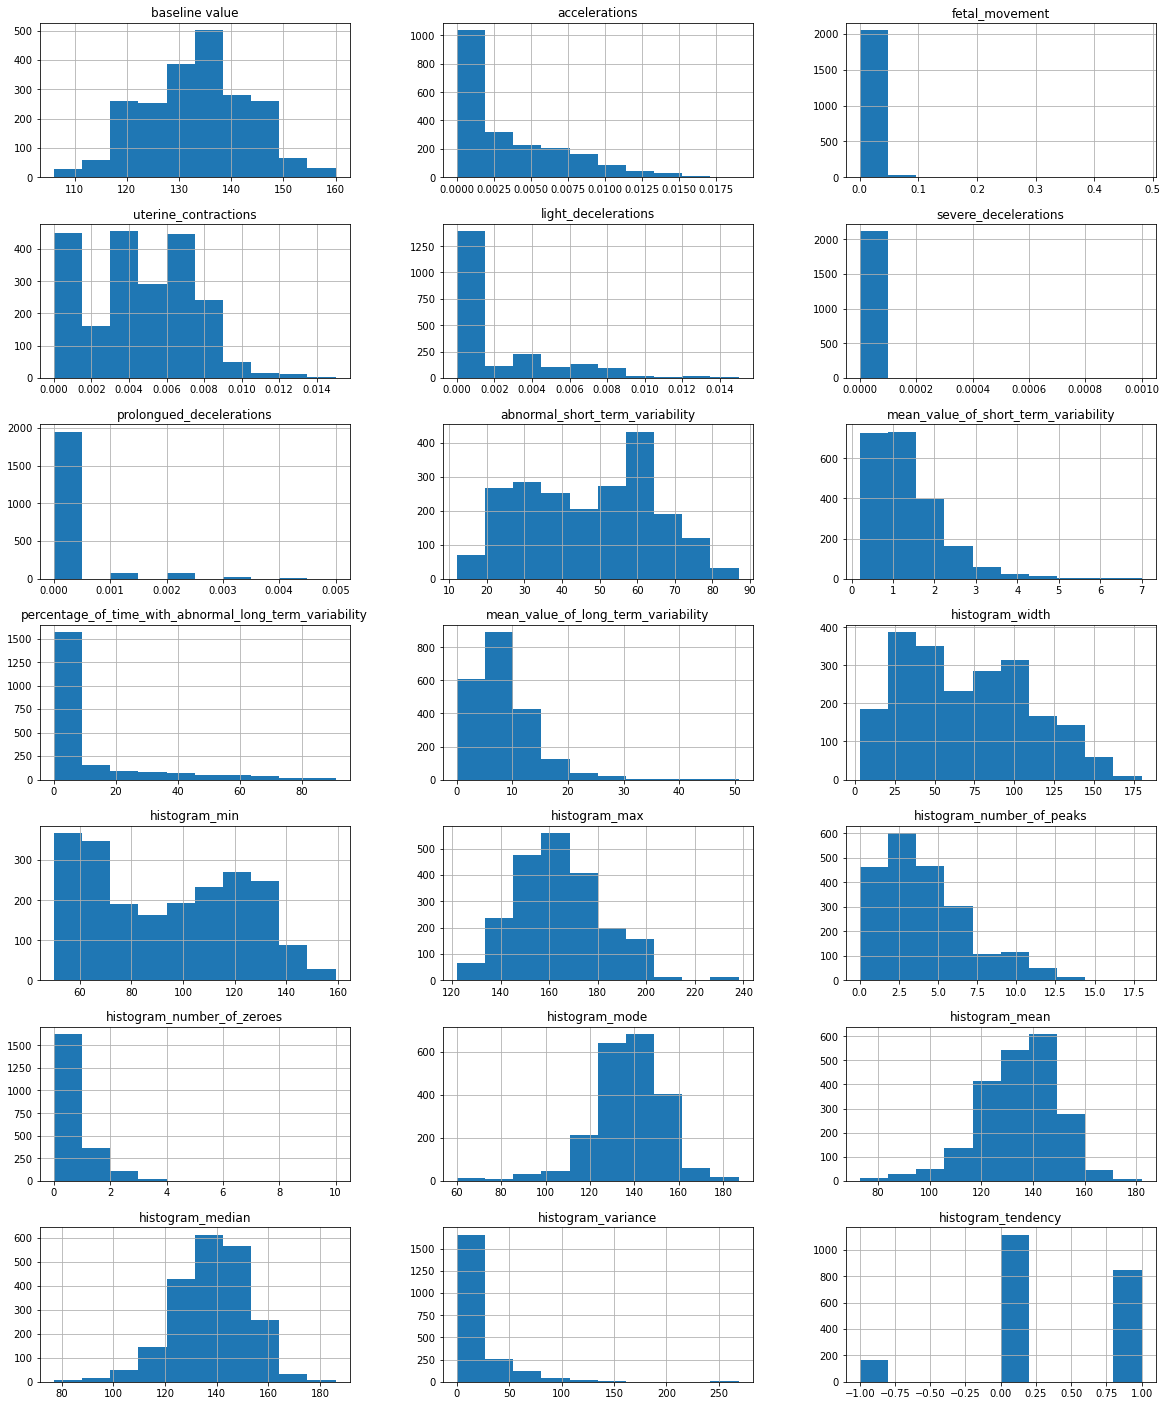 baseline value
500
400
300
200
100
0
110 120 130 140 150 160
accelerations
1000
800
600
400
200
0
0.0000 0.0025 0.0050 0.0075 0.0100 0.0125 0.0150 0.0175
fetal_movement
2000
1500
1000
500
0
0.0 0.1 0.2 0.3 0.4 0.5
uterine_contractions
400
300
200
100
0
0.000 0.002 0.004 0.006 0.008 0.010 0.012 0.014
light_decelerations
1250
1000
750
500
250
0
0.000 0.002 0.004 0.006 0.008 0.010 0.012 0.014
severe_decelerations
2000
1500
1000
500
0
0.0000 0.0002 0.0004 0.0006 0.0008 0.0010
prolongued_decelerations
2000
1500
1000
500
0
0.000 0.001 0.002 0.003 0.004 0.005
abnormal_short_term_variability
400
300
200
100
0
10 20 30 40 50 60 70 80 90
mean_value_of_short_term_variability
600
400
200
0
0 1 2 3 4 5 6 7
percentage_of_time_with_abnormal_long_term_variability
1500
1250
1000
750
500
250
0
0 20 40 60 80
mean_value_of_long_term_variability
800
600
400
200
0
0 10 20 30 40 50
histogram_width
400
300
200
100
0
0 25 50 75 100 125 150 175
histogram_min
300
200
100
0
60 80 100 120 140 160
histogram_max
500
400
300
200
100
0
120 140 160 180 200 220 240
histogram_number_of_peaks
600
500
400
300
200
100
0
0.0 2.5 5.0 7.5 10.0 12.5 15.0 17.5
histogram_number_of_zeroes
1500
1250
1000
750
500
250
0
0 2 4 6 8 10
histogram_mode
600
400
200
0
60 80 100 120 140 160 180
histogram_mean
600
500
400
300
200
100
0
80 100 120 140 160 180
histogram_median
600
500
400
300
200
100
0
80 100 120 140 160 180
histogram_variance
1500
1250
1000
750
500
250
0
0 50 100 150 200 250
histogram_tendency
1000
800
600
400
200
0
−1.00 −0.75 −0.50 −0.25 0.00 0.25 0.50 0.75 1.00